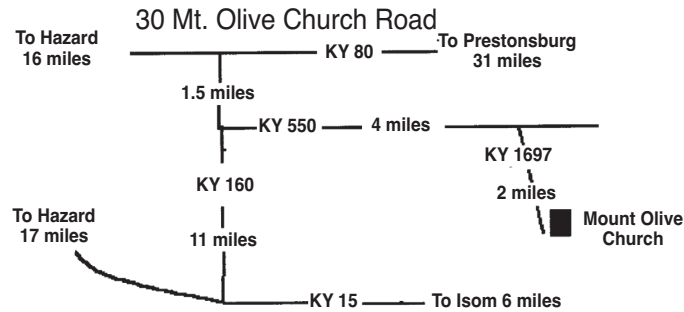 30 Mt. Olive Church Road
To Hazard
16 miles
KY 80
To Prestonsburg
31 miles
1.5 miles
KY 550
4 miles
KY 1697
2 miles
KY 160
Mount Olive
Church
To Hazard
17 miles
11 miles
KY 15
To Isom 6 miles